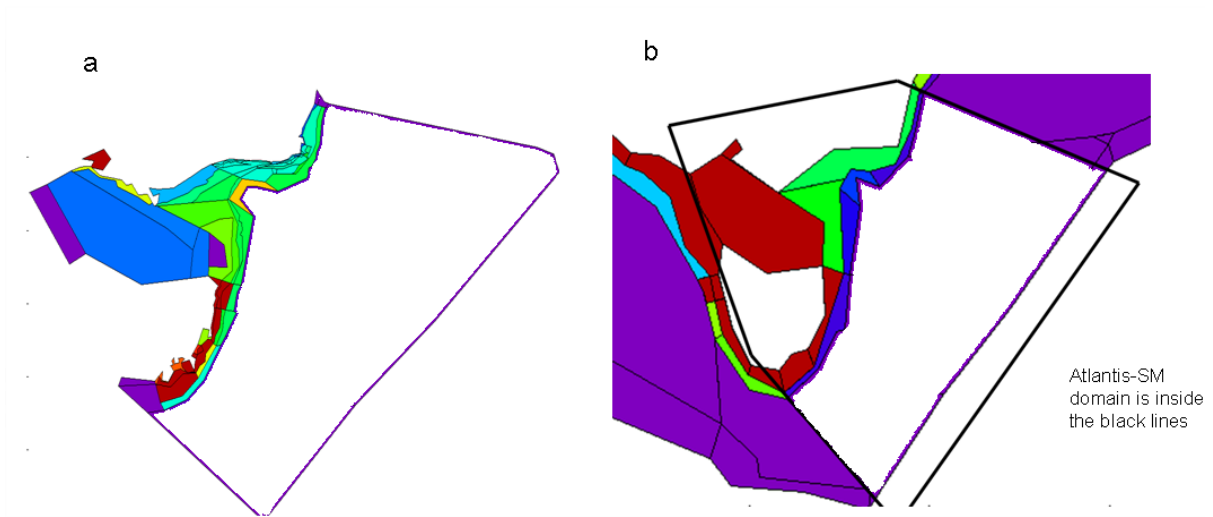 a
b
Atlantis-SM
domain is inside
the black lines